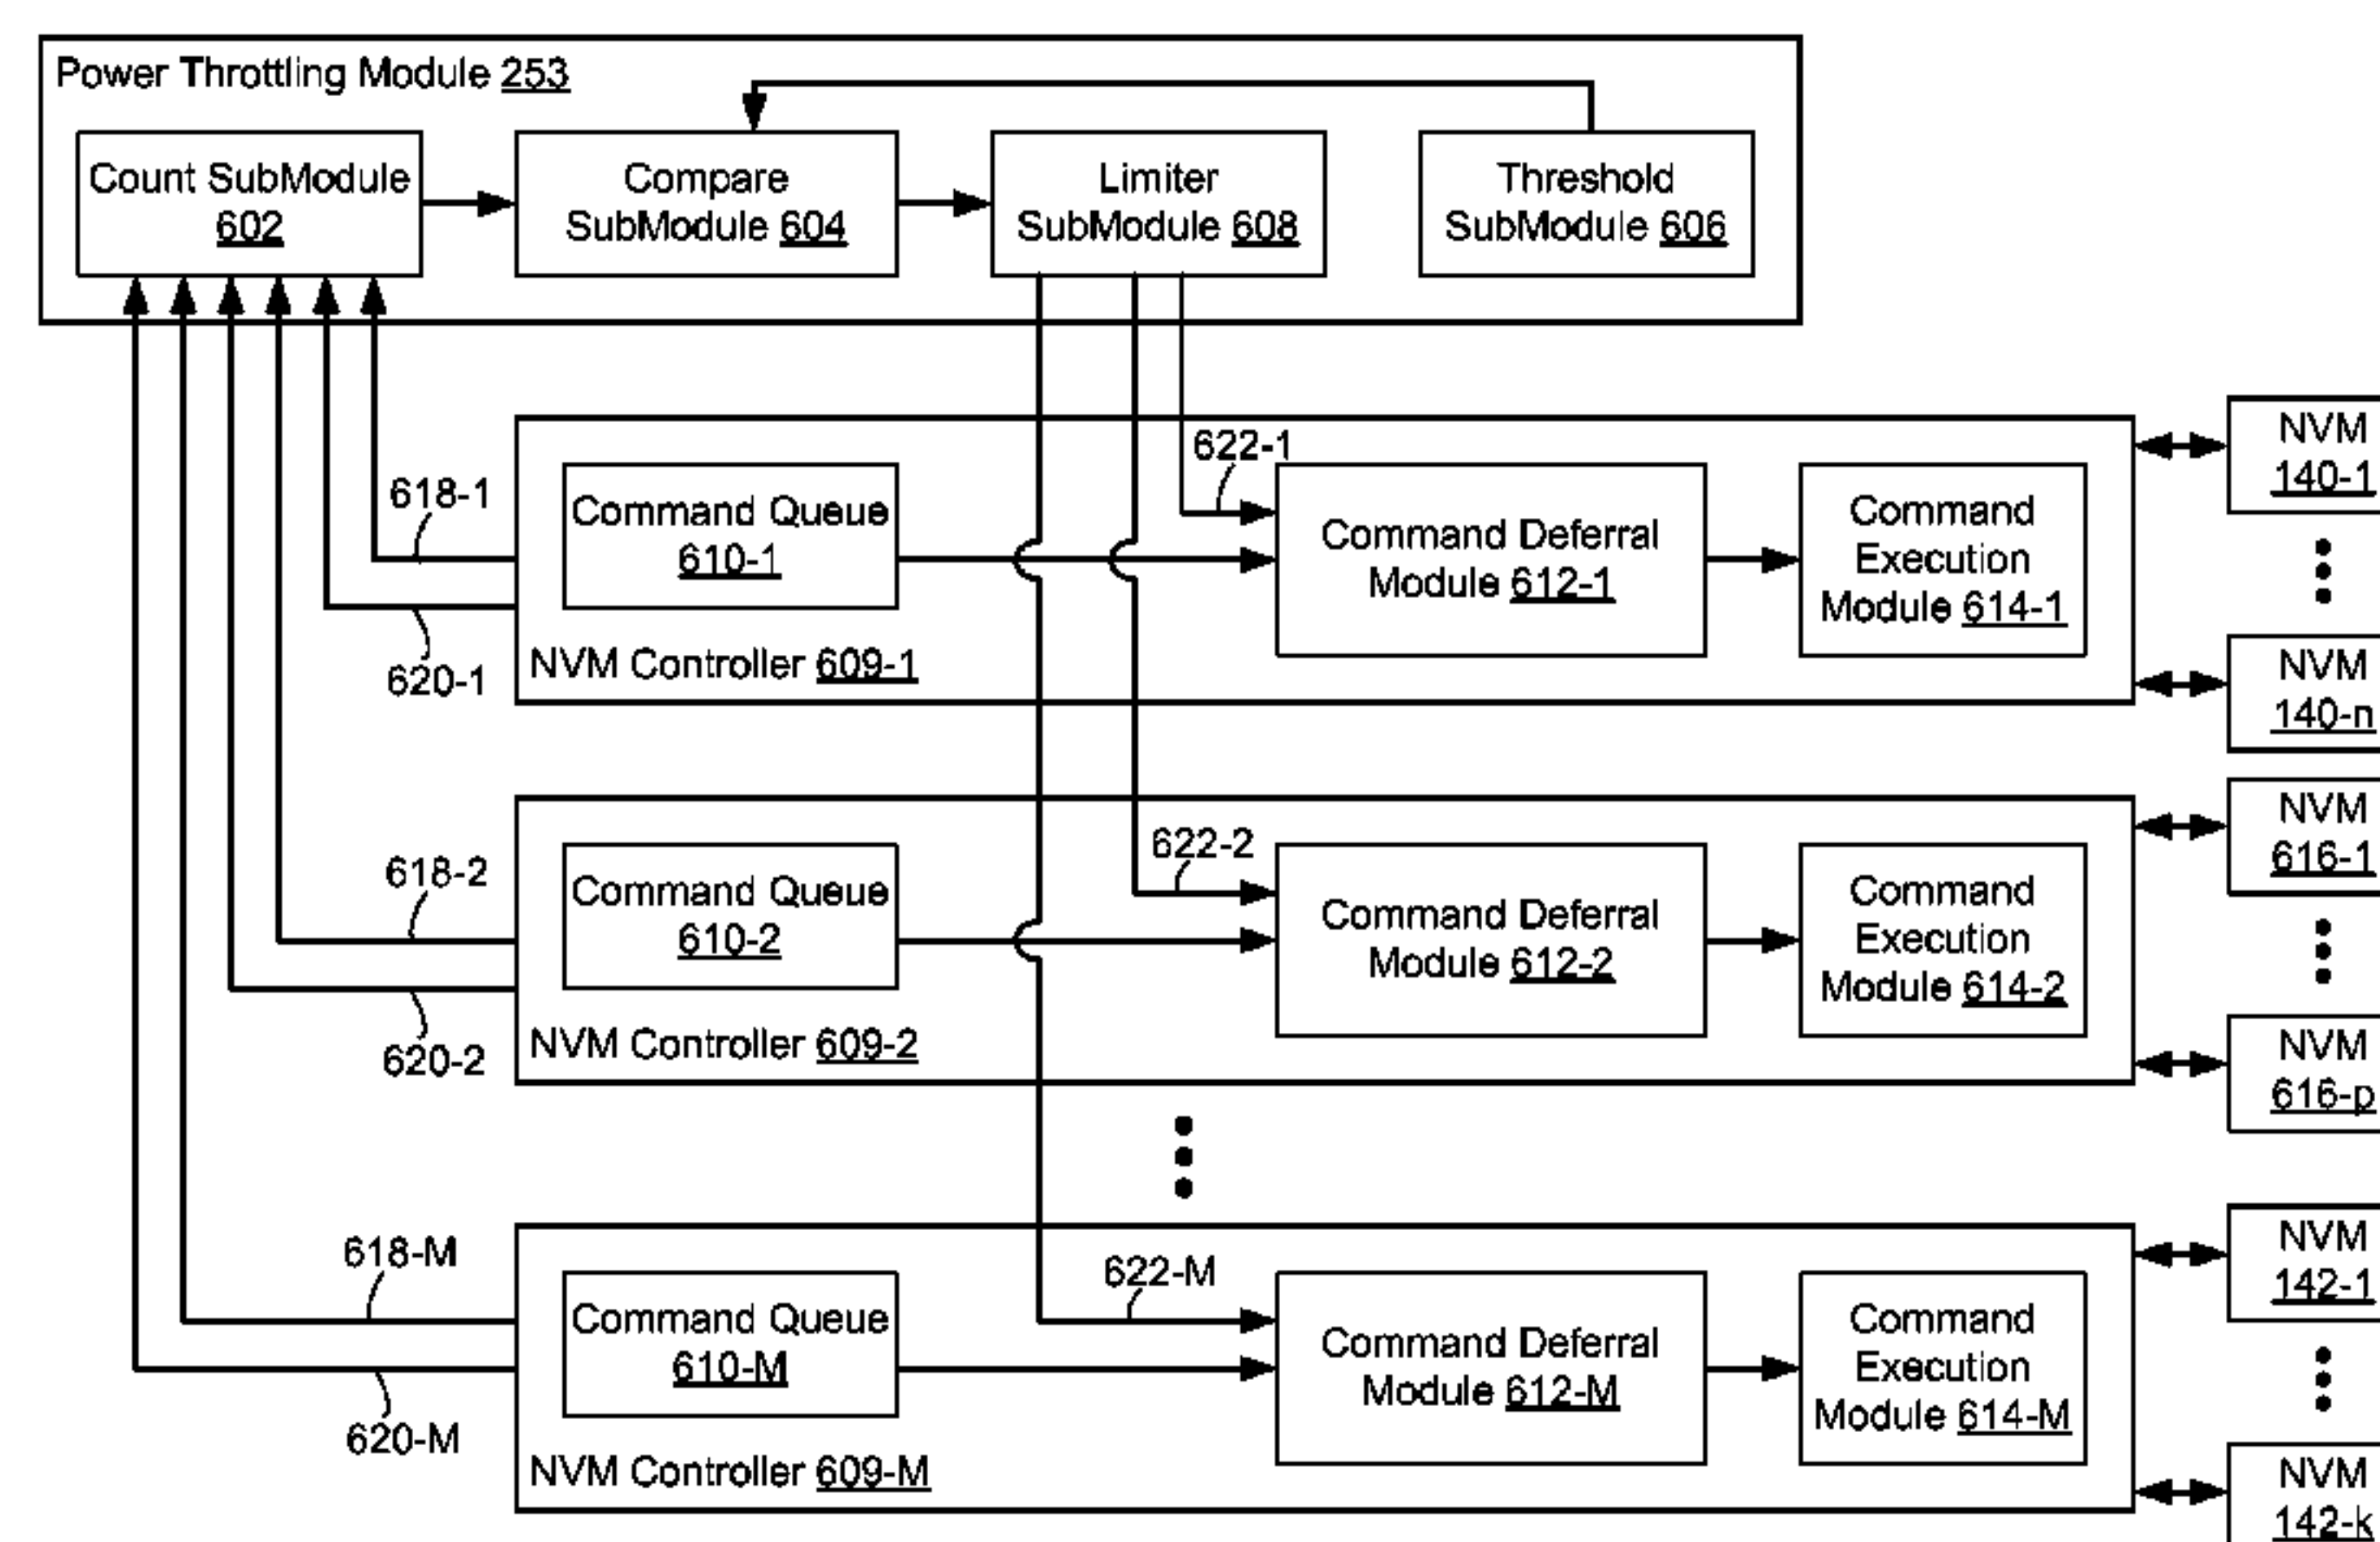 Power Throttling Module 253
Count SubModule
602
Compare
SubModule 604
Limiter
SubModule 608
Threshold
SubModule 606
618-1
620-1
Command Queue
610-1
NVM Controller 609-1
622-1
Command Deferral
Module 612-1
Command
Execution
Module 614-1
NVM
140-1
NVM
140-n
618-2
620-2
Command Queue
610-2
NVM Controller 609-2
622-2
Command Deferral
Module 612-2
Command
Execution
Module 614-2
NVM
616-1
NVM
616-p
618-M
620-M
Command Queue
610-M
NVM Controller 609-M
622-M
Command Deferral
Module 612-M
Command
Execution
Module 614-M
NVM
142-1
NVM
142-k